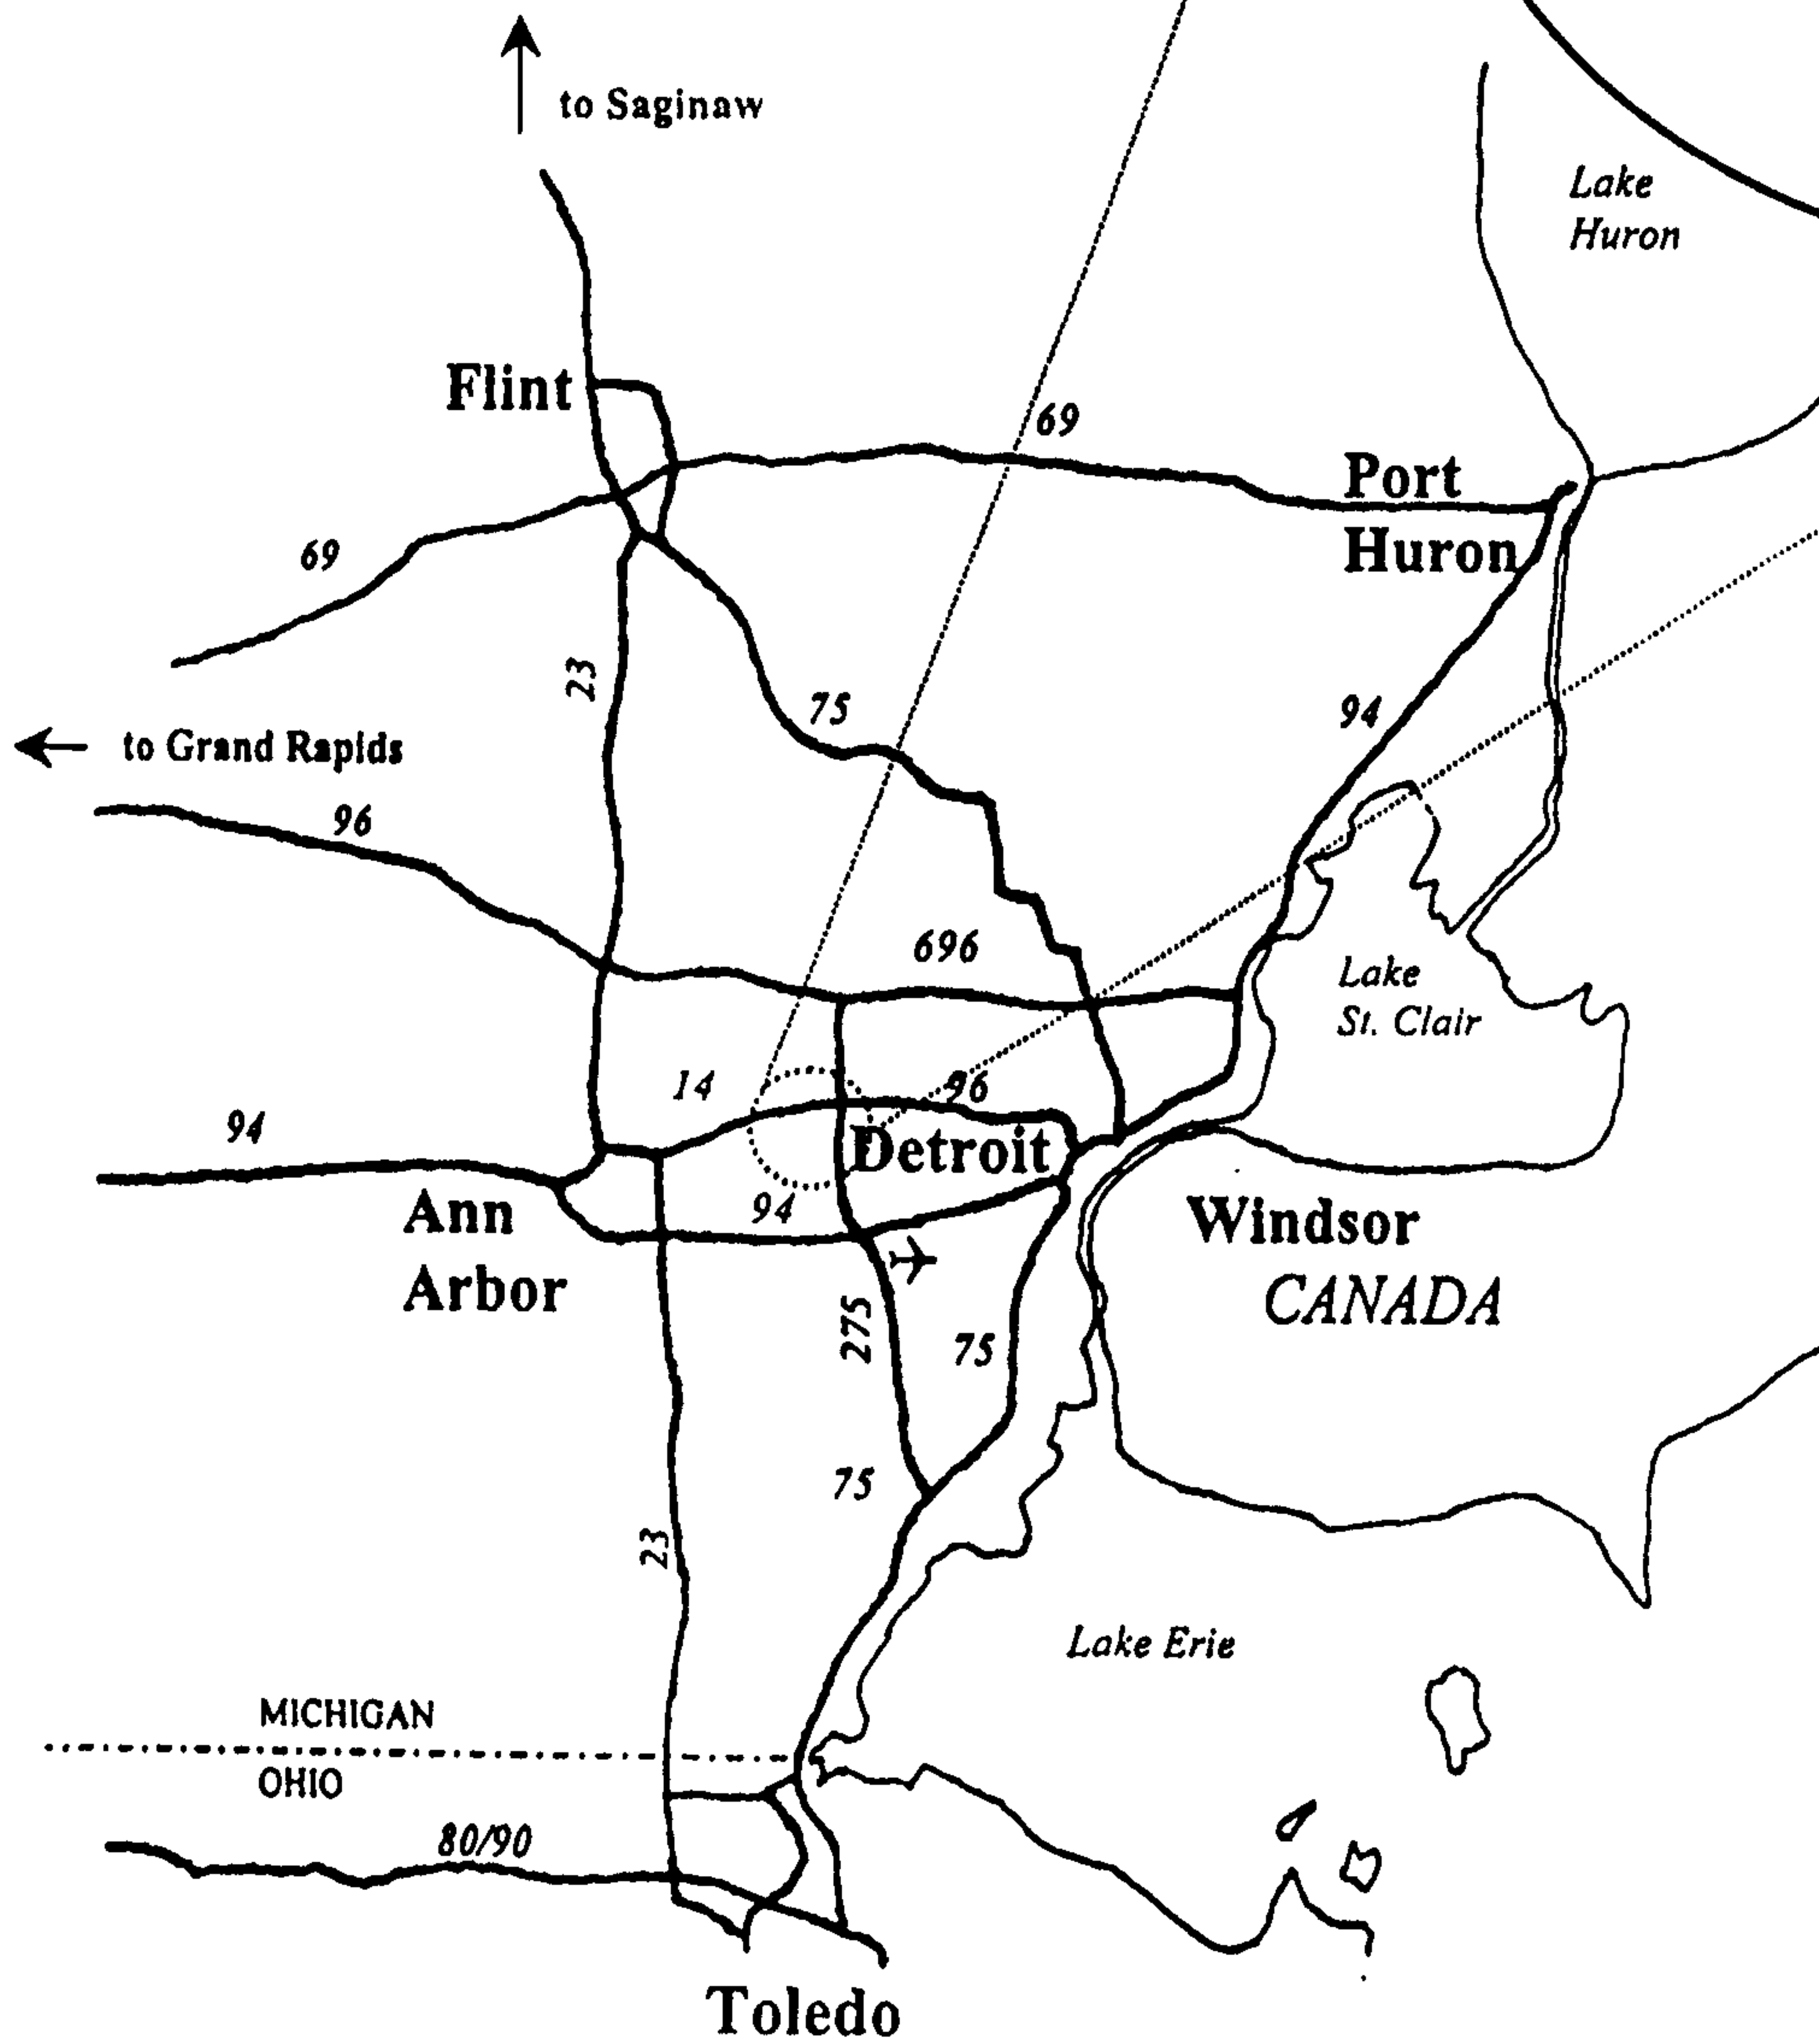 to Saginaw
Lake
Huron
Flint
69
Port
Huron
69
23
75
94
to Grand Rapids
96
696
Lake
St. Clair
14
96
94
Detroit
Ann
Arbor
94
Windsor
CANADA
275
75
75
23
Lake Erie
MICHIGAN
OHIO
80/90
Toledo